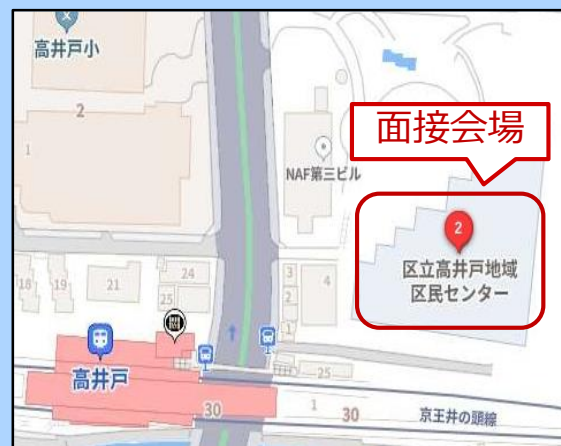 高井戸小
2
1
面接会場
NAF第三ビル
2
区立高井戸地域
区民センター
18
19
21
24
25
3
2
1
4
高井戸
25
30
1
30
京王井の頭線